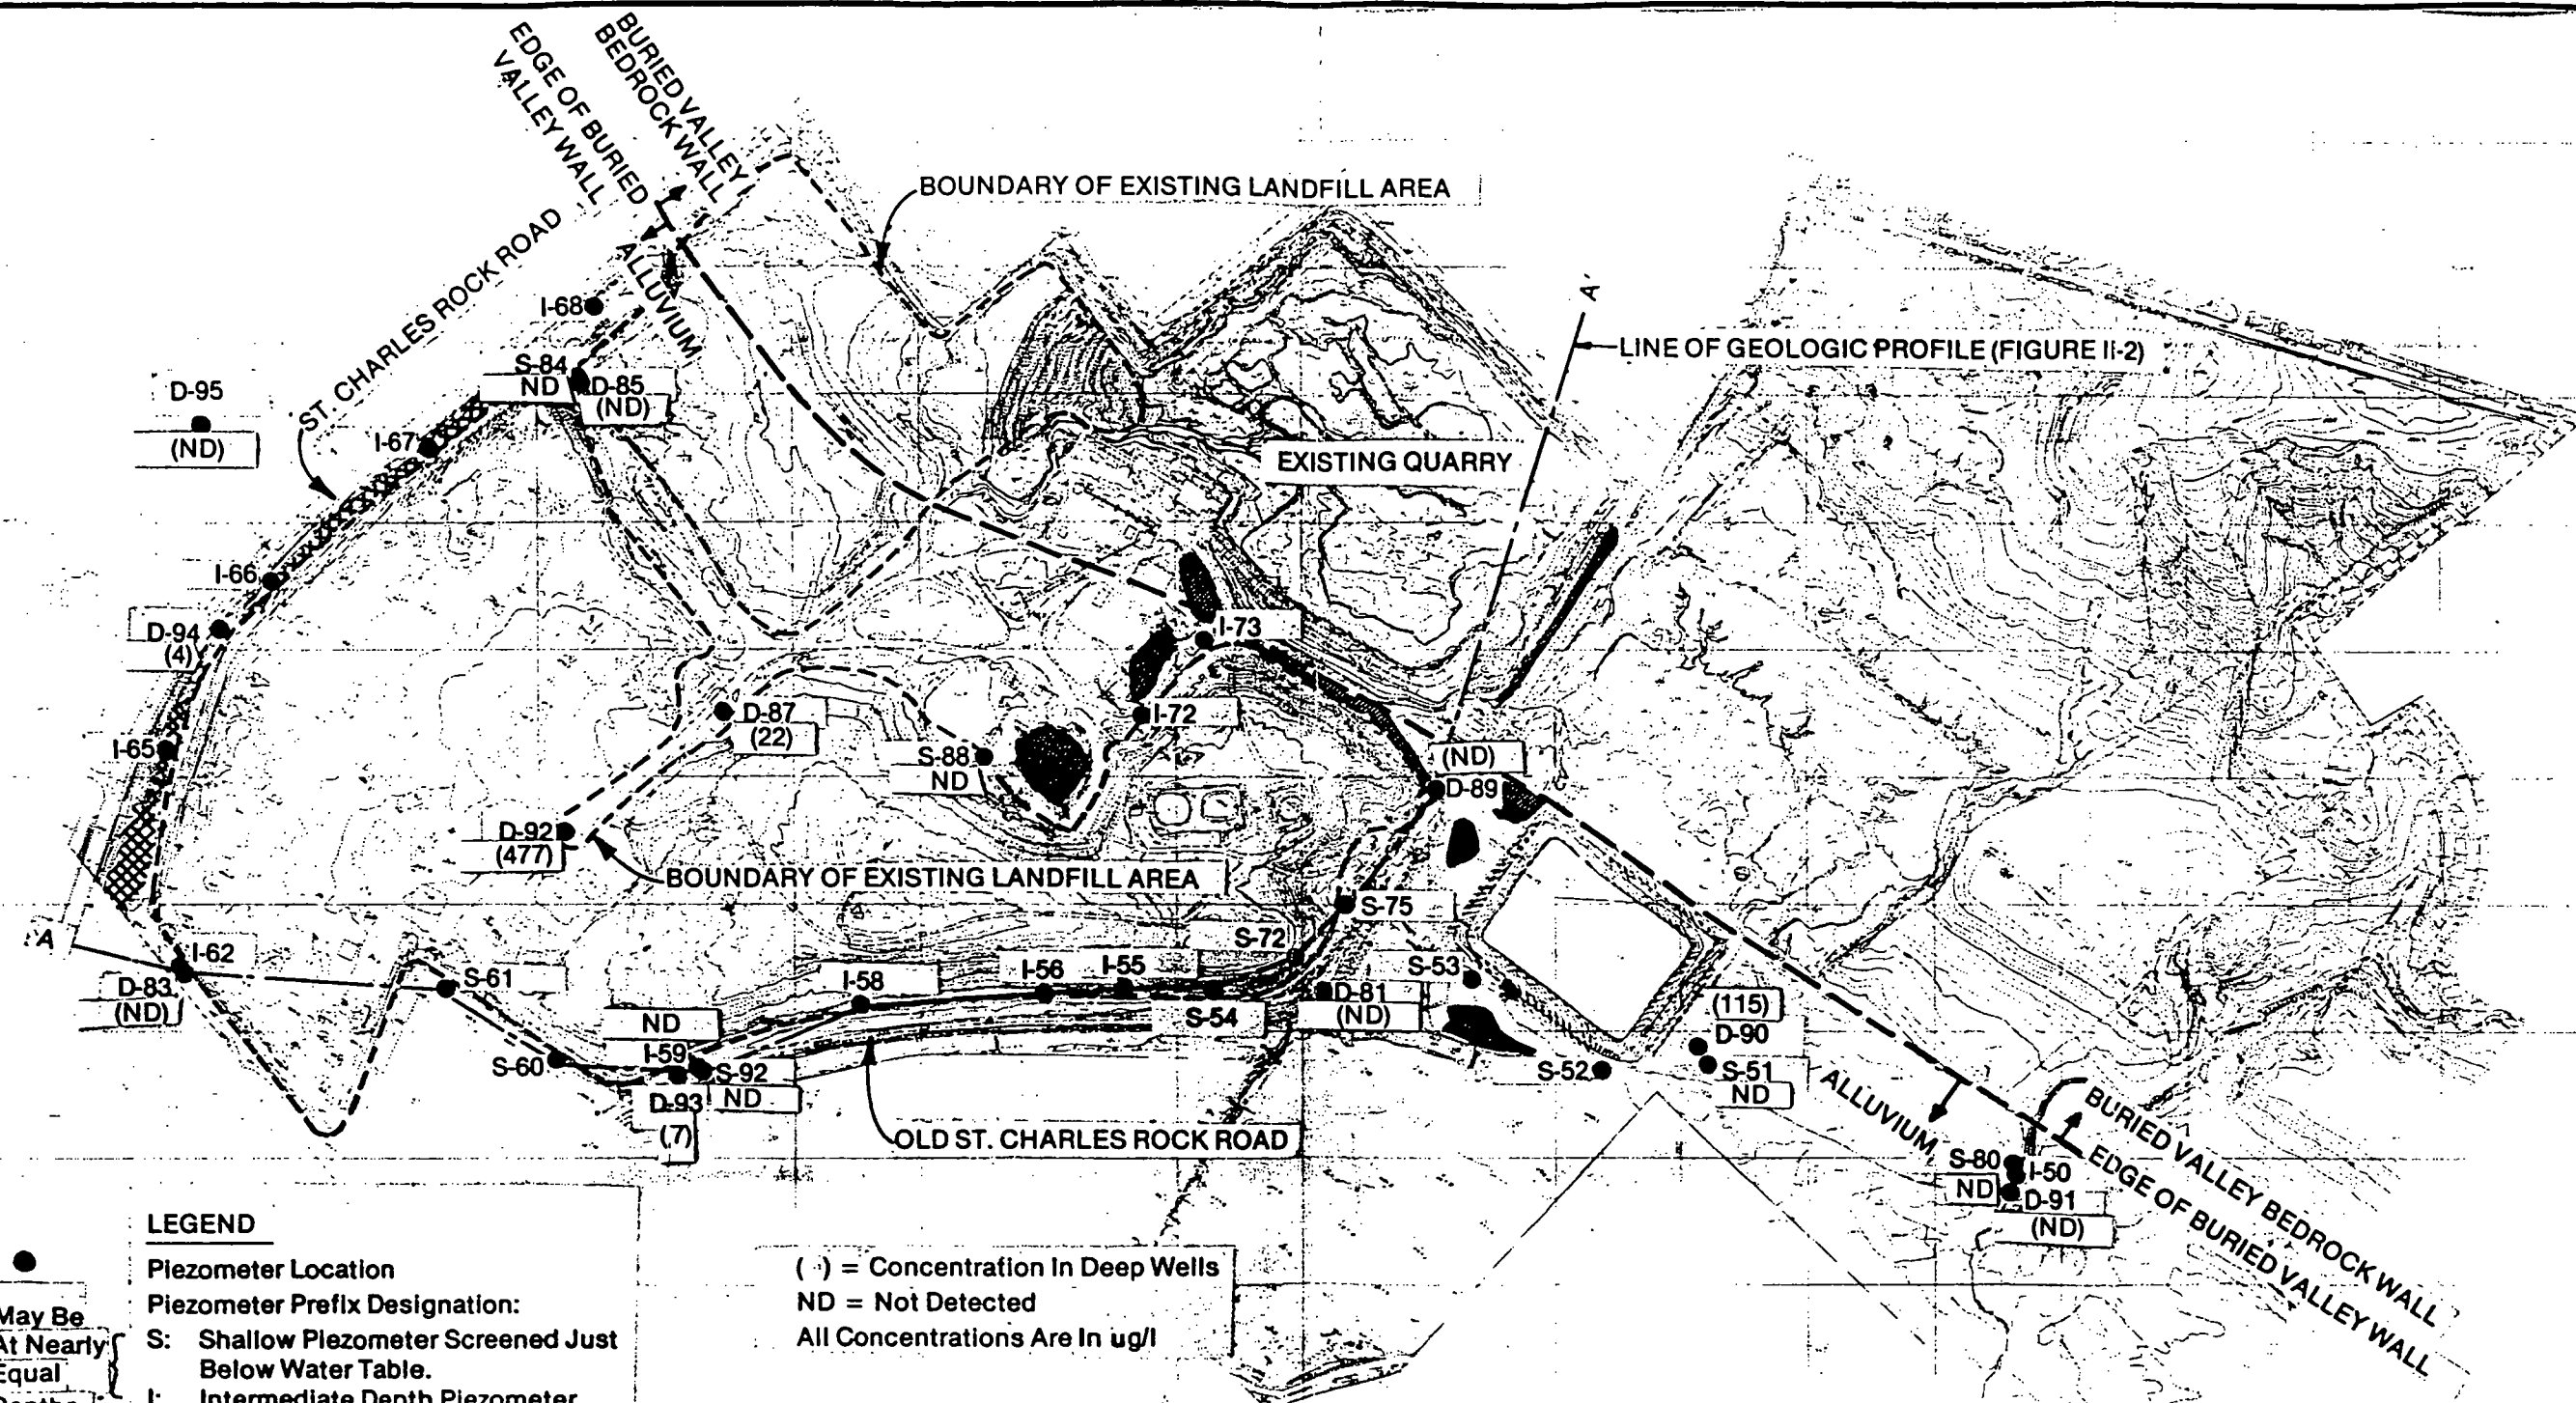 BURIED VALLEY
BEDROCK WALL
EDGE OF BURIED
VALLEY WALL
BOUNDARY OF EXISTING LANDFILL AREA
ST. CHARLES ROCK ROAD
ALLUVIUM
I-68
A'
LINE OF GEOLOGIC PROFILE (FIGURE II-2)
S-84
ND
D-85
(ND)
D-95
(ND)
I-67
EXISTING QUARRY
I-66
D-94
(4)
I-73
I-65
D-87
(22)
I-72
S-88
ND
(ND)
D-89
D-92
(477)
BOUNDARY OF EXISTING LANDFILL AREA
S-75
A
I-62
D-83
(ND)
S-61
I-58
I-56
I-55
S-72
S-53
D-81
(ND)
S-54
(115)
D-90
ND
I-59
S-60
S-92
ND
D-93
(.7)
S-52
S-51
ND
OLD ST. CHARLES ROCK ROAD
ALLUVIUM
BURIED VALLEY BEDROCK WALL
EDGE OF BURIED VALLEY WALL
S-80
ND
I-50
D-91
(ND)
LEGEND
Piezometer Location
Piezometer Prefix Designation:
May Be
At Nearly
Equal
Depths
S: Shallow Piezometer Screened Just
Below Water Table.
I: Intermediate Depth Piezometer
( ) = Concentration In Deep Wells
ND = Not Detected
All Concentrations Are In ug/l